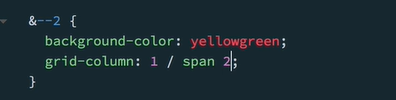 &--2 {
background-color: yellowgreen;
grid-column: 1 / span 2;
}